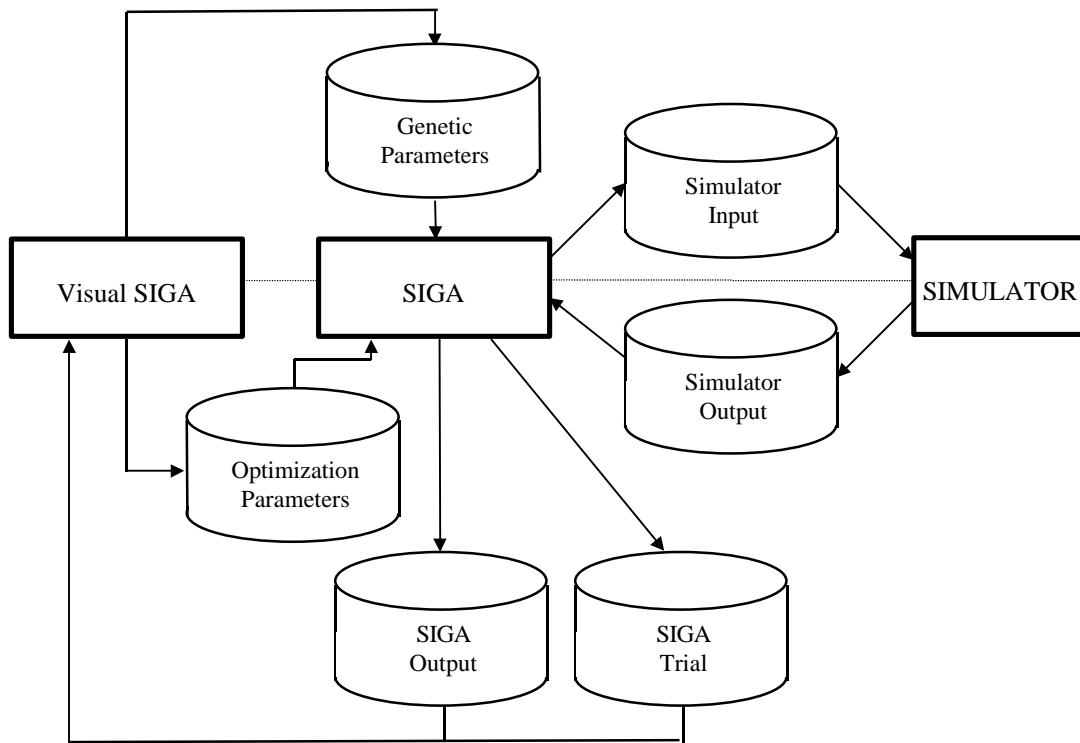 Genetic
Parameters
Simulator
Input
Visual SIGA
SIGA
SIMULATOR
Simulator
Output
Optimization
Parameters
SIGA
Output
SIGA
Trial